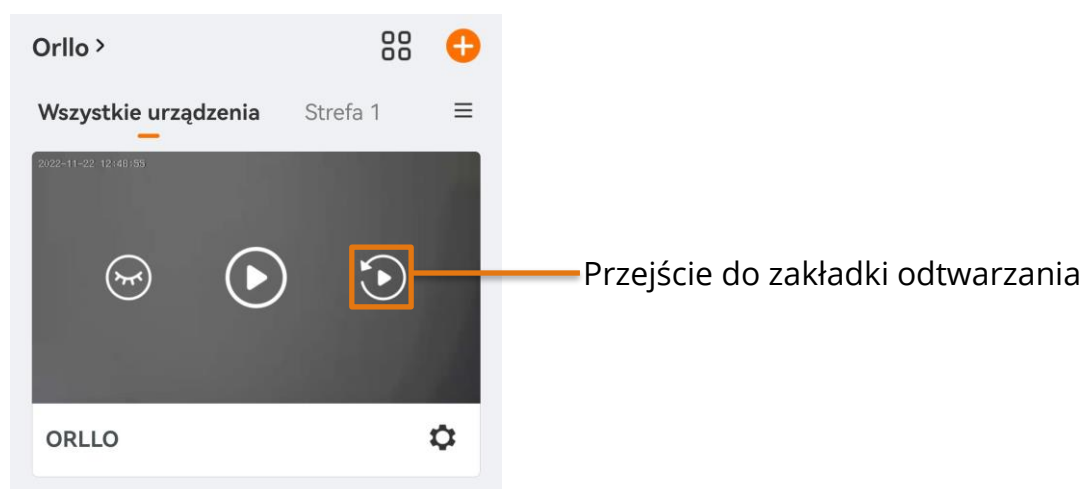 Orllo >
Wszystkie urządzenia Strefa 1
2022-11-22 12:48:55
Przejście do zakładki odtwarzania
ORLLO